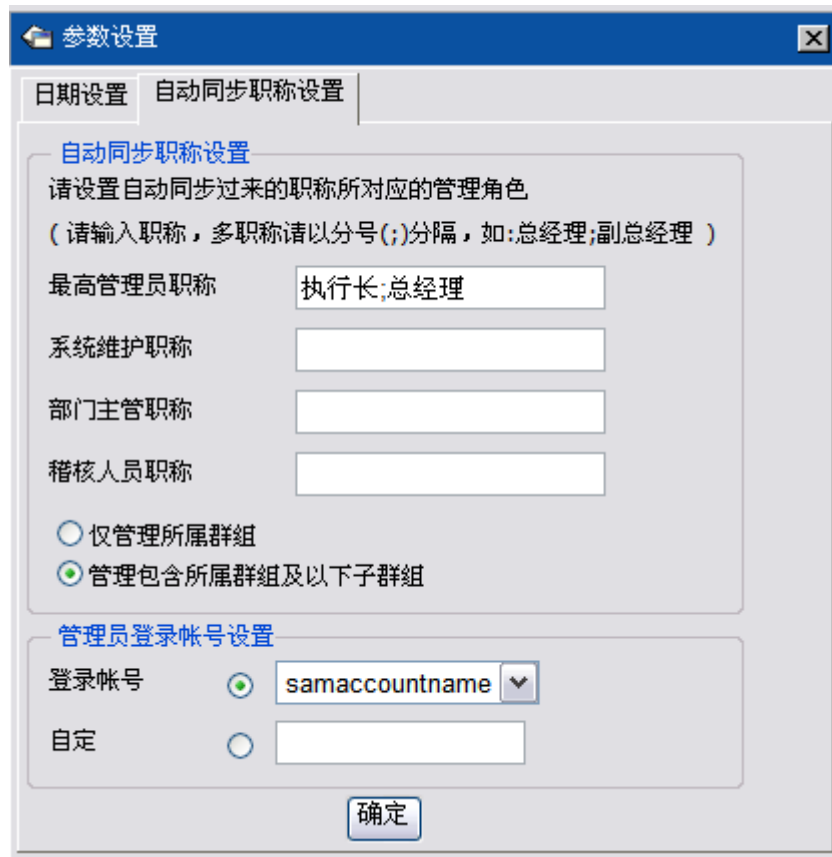 参数设置
日期设置 自动同步职称设置
自动同步职称设置
请设置自动同步过来的职称所对应的管理角色
( 请输入职称，多职称请以分号(;)分隔，如:总经理;副总经理 )
最高管理员职称 执行长;总经理
系统维护职称
部门主管职称
稽核人员职称
仅管理所属群组
管理包含所属群组及以下子群组
管理员登录帐号设置
登录帐号 samaccountname
自定
确定